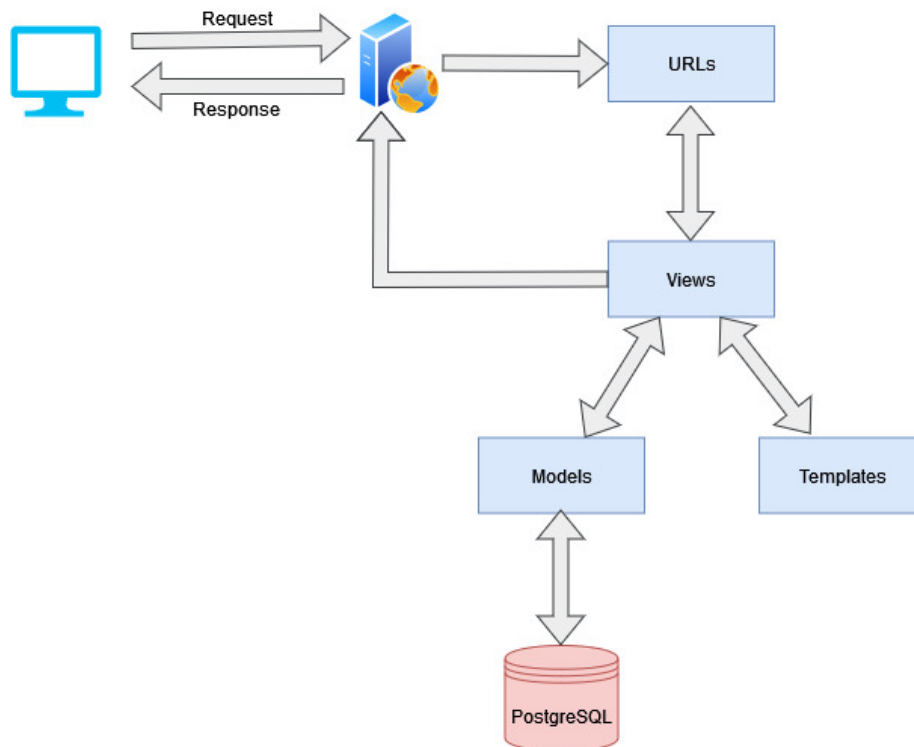 Request
Response
URLs
Views
Models
Templates
PostgreSQL